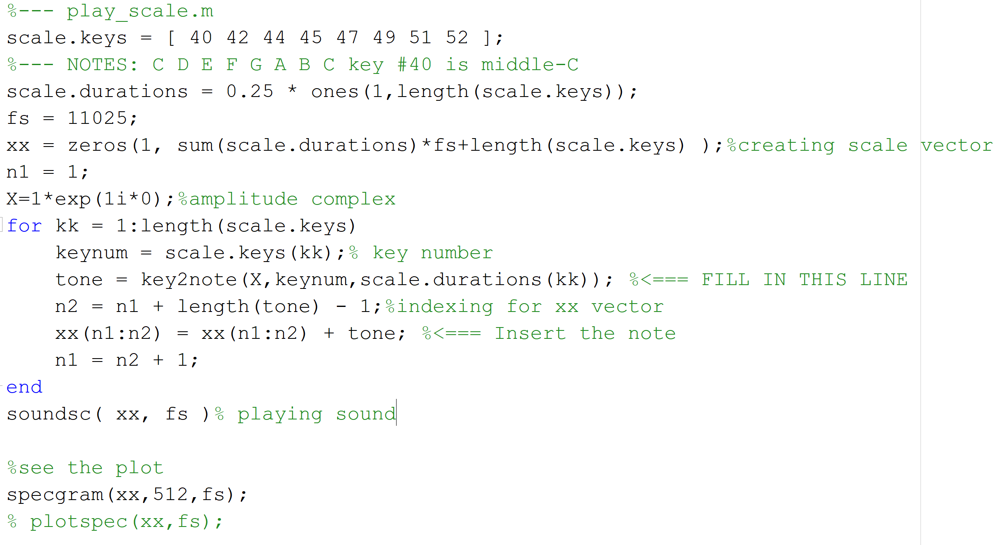 %--- play_scale.m
scale.keys = [ 40 42 44 45 47 49 51 52 ];
%--- NOTES: C D E F G A B C key #40 is middle-C
scale.durations = 0.25 * ones(1,length(scale.keys));
fs = 11025;
xx = zeros(1, sum(scale.durations)*fs+length(scale.keys) );%creating scale vector
n1 = 1;
X=1*exp(1i*0);%amplitude complex
for kk = 1:length(scale.keys)
    keynum = scale.keys(kk);% key number
    tone = key2note(X,keynum,scale.durations(kk)); %<=== FILL IN THIS LINE
    n2 = n1 + length(tone) - 1;%indexing for xx vector
    xx(n1:n2) = xx(n1:n2) + tone; %<=== Insert the note
    n1 = n2 + 1;
end
soundsc( xx, fs )% playing sound
%see the plot
specgram(xx,512,fs);
% plotspec(xx,fs);